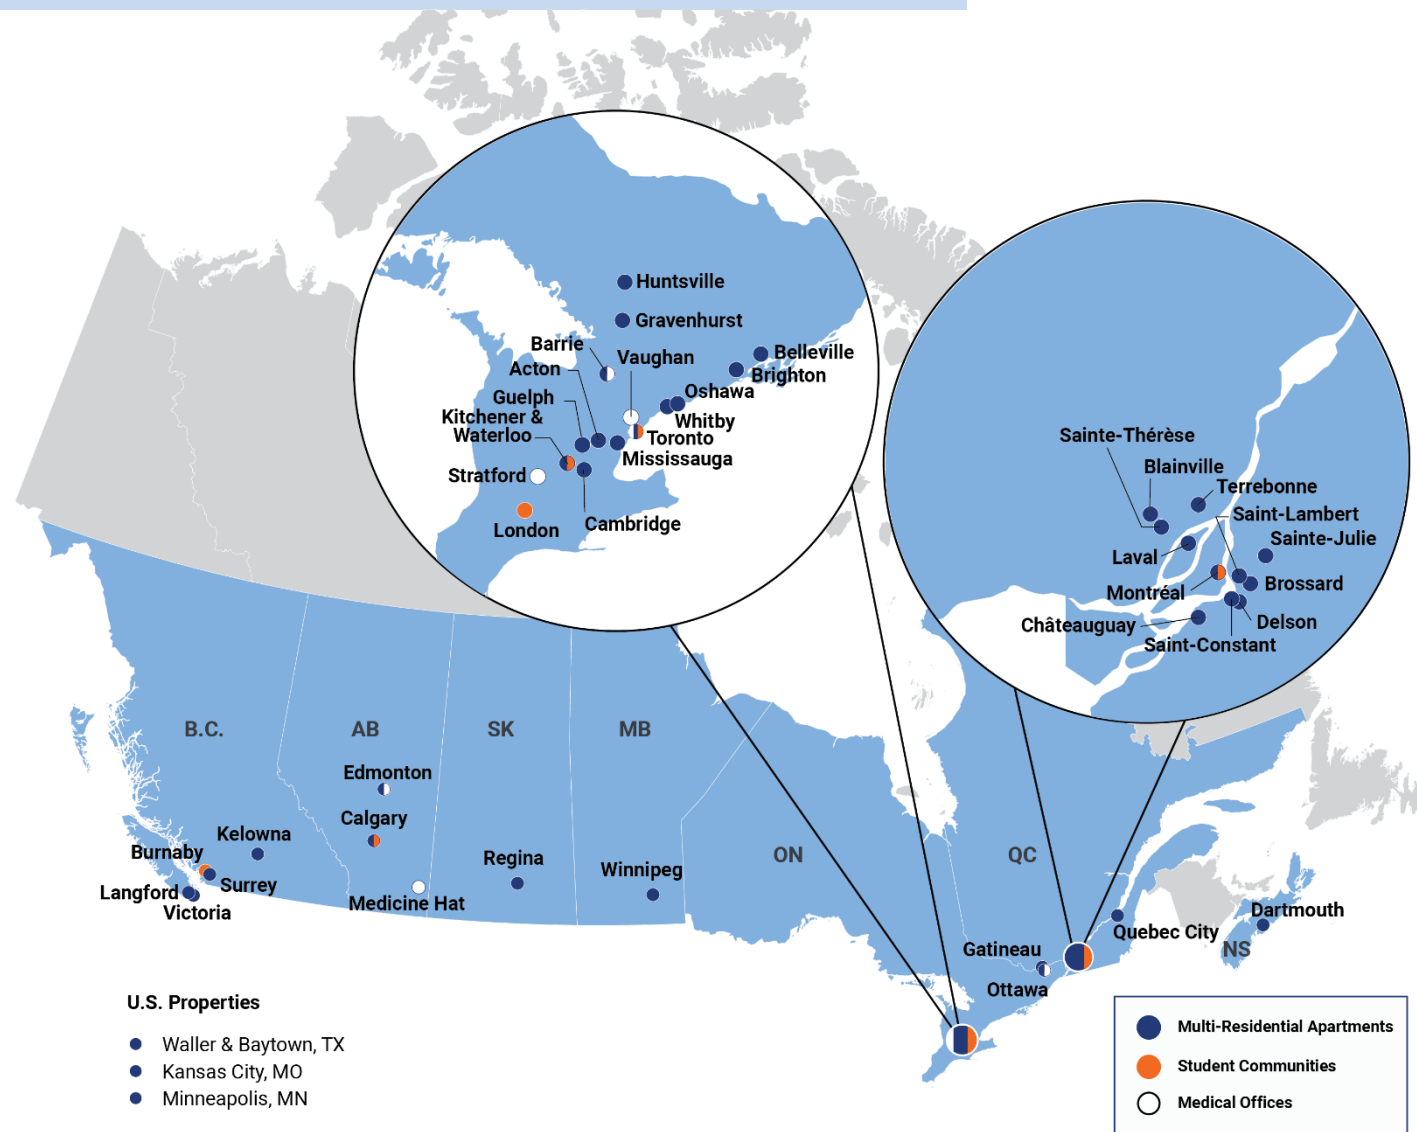 Huntsville
Gravenhurst
Barrie
Vaughan
Belleville
Acton
Brighton
Guelph
Oshawa
Kitchener &
Waterloo
Whitby
Toronto
Mississauga
Stratford
London
Cambridge
Sainte-Thérèse
Blainville
Terrebonne
Saint-Lambert
Sainte-Julie
Laval
Brossard
Montréal
Châteauguay
Delson
Saint-Constant
B.C.
AB
SK
MB
ON
QC
NS
Edmonton
Calgary
Kelowna
Burnaby
Surrey
Langford
Victoria
Medicine Hat
Regina
Winnipeg
Gatineau
Ottawa
Quebec City
Dartmouth
U.S. Properties
Waller & Baytown, TX
Kansas City, MO
Minneapolis, MN
Multi-Residential Apartments
Student Communities
Medical Offices